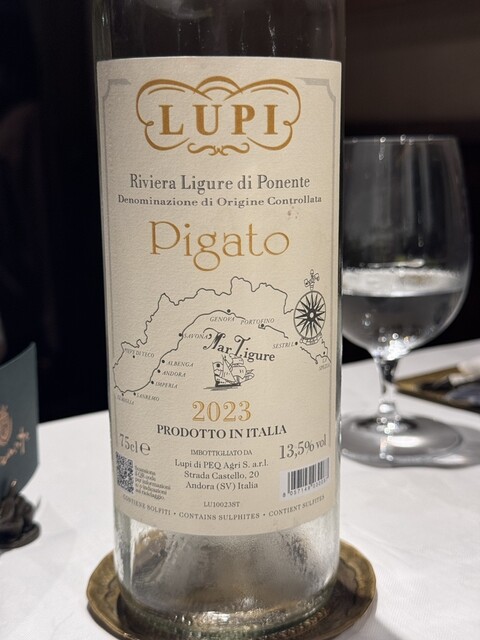 LUPI
Riviera Ligure di Ponente
Denominazione di Origine Controllata
Pigato
GENOVA
PORTOFINO
SAVONA
SESTRI L.
Mar Ligure
ALBENGA
ANDORA
IMPERIA
SANREMO
2023
PRODOTTO IN ITALIA
75cl e
IMBOTTIGLIATO DA
13,5% vol
Lupi di PEQ Agri S. a.r.l.
Strada Castello, 20
Andora (SV) Italia
LU10023ST
CONTIENE SOLFITI • CONTAINS SULPHITES • CONTIENT SULFITES